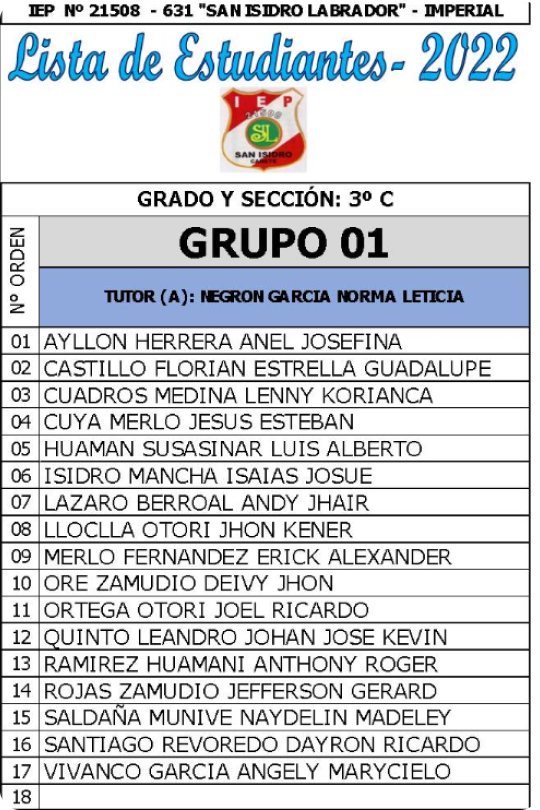 IEP Nº 21508 - 631 "SAN ISIDRO LABRADOR" - IMPERIAL
Lista de Estudiantes- 2022
I E P
21508
SL
SAN ISIDRO
CAÑETE
GRADO Y SECCIÓN: 3º C
Nº ORDEN
GRUPO 01
TUTOR (A): NEGRON GARCIA NORMA LETICIA
01 AYLLON HERRERA ANEL JOSEFINA
02 CASTILLO FLORIAN ESTRELLA GUADALUPE
03 CUADROS MEDINA LENNY KORIANCA
04 CUYA MERLO JESUS ESTEBAN
05 HUAMAN SUSASINAR LUIS ALBERTO
06 ISIDRO MANCHA ISAIAS JOSUE
07 LAZARO BERROAL ANDY JHAIR
08 LLOCLLA OTORI JHON KENER
09 MERLO FERNANDEZ ERICK ALEXANDER
10 ORE ZAMUDIO DEIVY JHON
11 ORTEGA OTORI JOEL RICARDO
12 QUINTO LEANDRO JOHAN JOSE KEVIN
13 RAMIREZ HUAMANI ANTHONY ROGER
14 ROJAS ZAMUDIO JEFFERSON GERARD
15 SALDAÑA MUNIVE NAYDELIN MADELEY
16 SANTIAGO REVOREDO DAYRON RICARDO
17 VIVANCO GARCIA ANGELY MARYCIELO
18